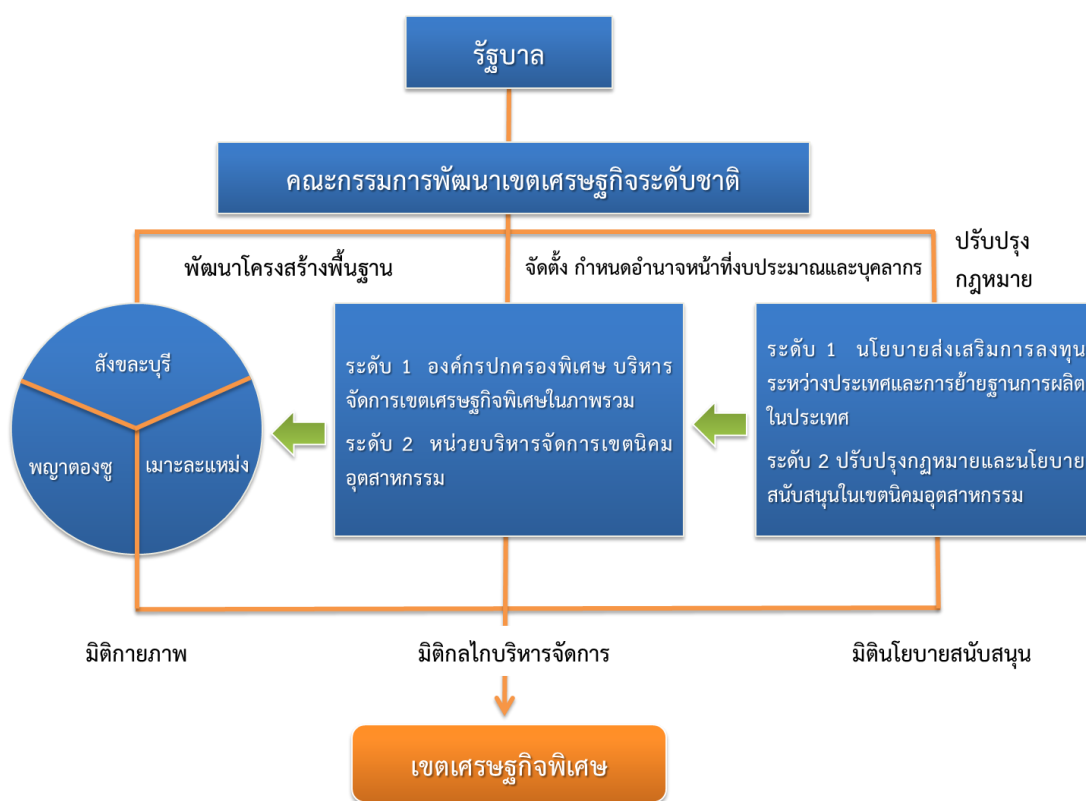 รัฐบาล
คณะกรรมการพัฒนาเขตเศรษฐกิจระดับชาติ
พัฒนาโครงสร้างพื้นฐาน
จัดตั้ง กำหนดอำนาจหน้าที่งบประมาณและบุคลากร
ปรับปรุง
กฎหมาย
สังขละบุรี
พญาตองซู
เมาะละแหม่ง
ระดับ 1 องค์กรปกครองพิเศษ บริหาร
จัดการเขตเศรษฐกิจพิเศษในภาพรวม
ระดับ 2 หน่วยบริหารจัดการเขตนิคม
อุตสาหกรรม
ระดับ 1 นโยบายส่งเสริมการลงทุน
ระหว่างประเทศและการย้ายฐานการผลิต
ในประเทศ
ระดับ 2 ปรับปรุงกฎหมายและนโยบาย
สนับสนุนในเขตนิคมอุตสาหกรรม
มิติกายภาพ
มิติกลไกบริหารจัดการ
มิตินโยบายสนับสนุน
เขตเศรษฐกิจพิเศษ